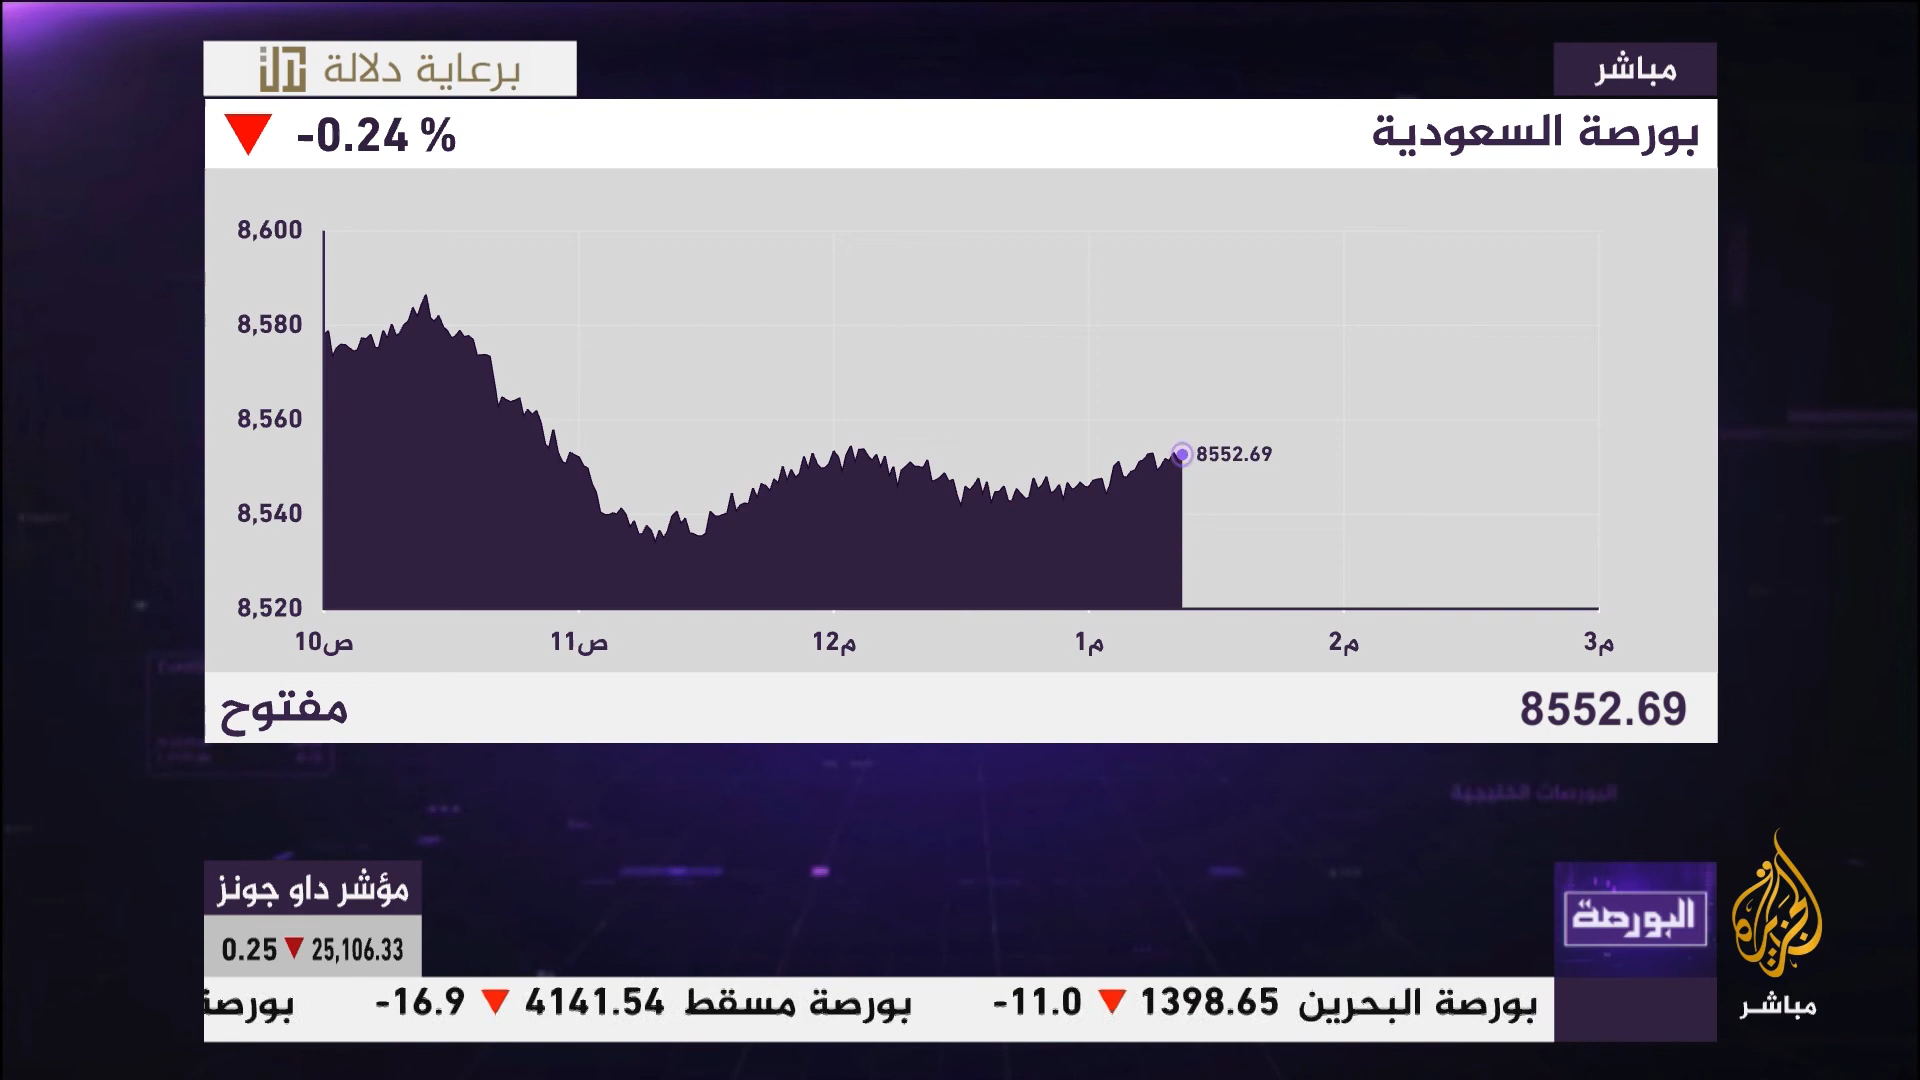 مباشر
برعاية دلالة
بورصة السعودية
-0.24 %
8,600
8,580
8,560
8,540
8,520
8552.69
10ص
11ص
12م
1م
2م
3م
8552.69
مفتوح
البورصات الخليجية
مؤشر داو جونز
25,106.33 0.25
البورصة
الجزيرة
مباشر
بورصة البحرين 1398.65 -11.0 بورصة مسقط 4141.54 -16.9 بورصة